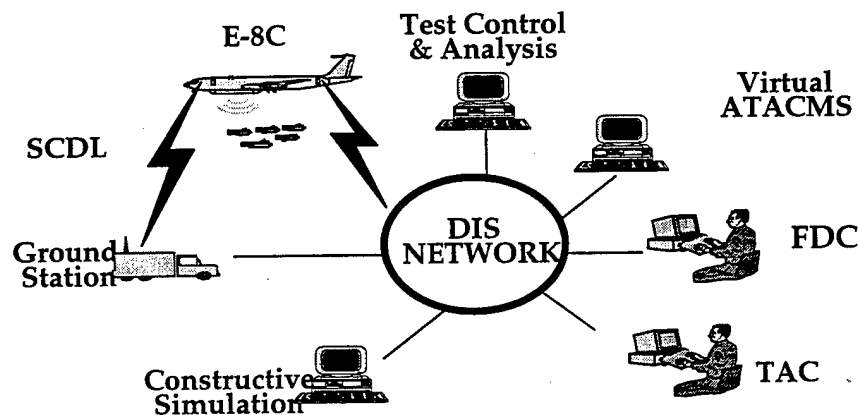 E-8C
Test Control
& Analysis
Virtual
ATACMS
SCDL
DIS
NETWORK
FDC
Ground
Station
TAC
Constructive
Simulation